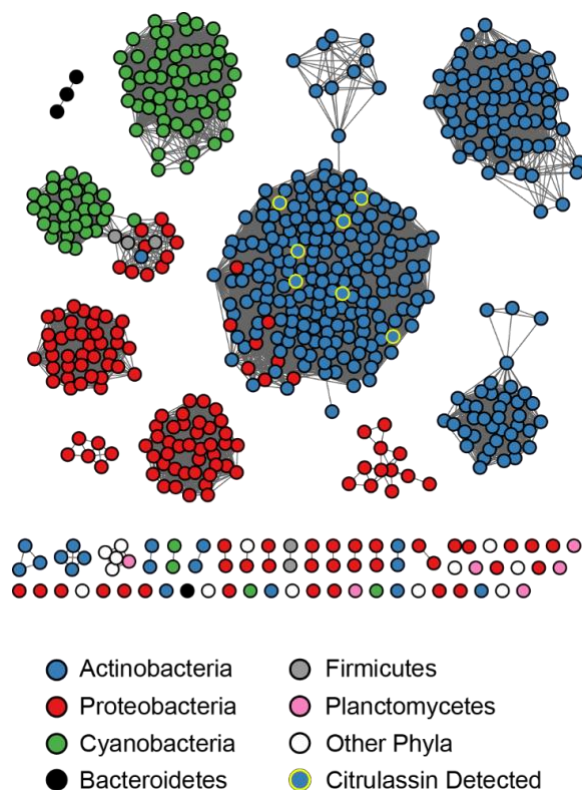 Actinobacteria
Firmicutes
Proteobacteria
Planctomycetes
Cyanobacteria
Other Phyla
Bacteroidetes
Citrulassin Detected